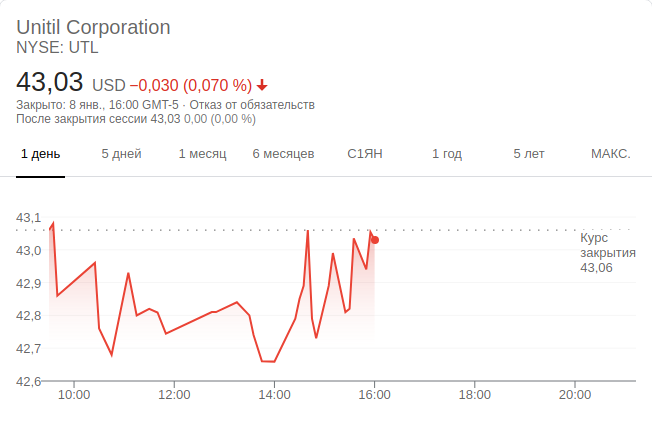 Unitil Corporation
NYSE: UTL
43,03 USD −0,030 (0,070 %)
Закрыто: 8 янв., 16:00 GMT-5 · Отказ от обязательств
После закрытия сессии 43,03 0,00 (0,00 %)
1 день 5 дней 1 месяц 6 месяцев С1ЯН 1 год 5 лет МАКС.
43,1
Курс
закрытия
43,06
43,0
42,9
42,8
42,7
42,6
10:00 12:00 14:00 16:00 18:00 20:00